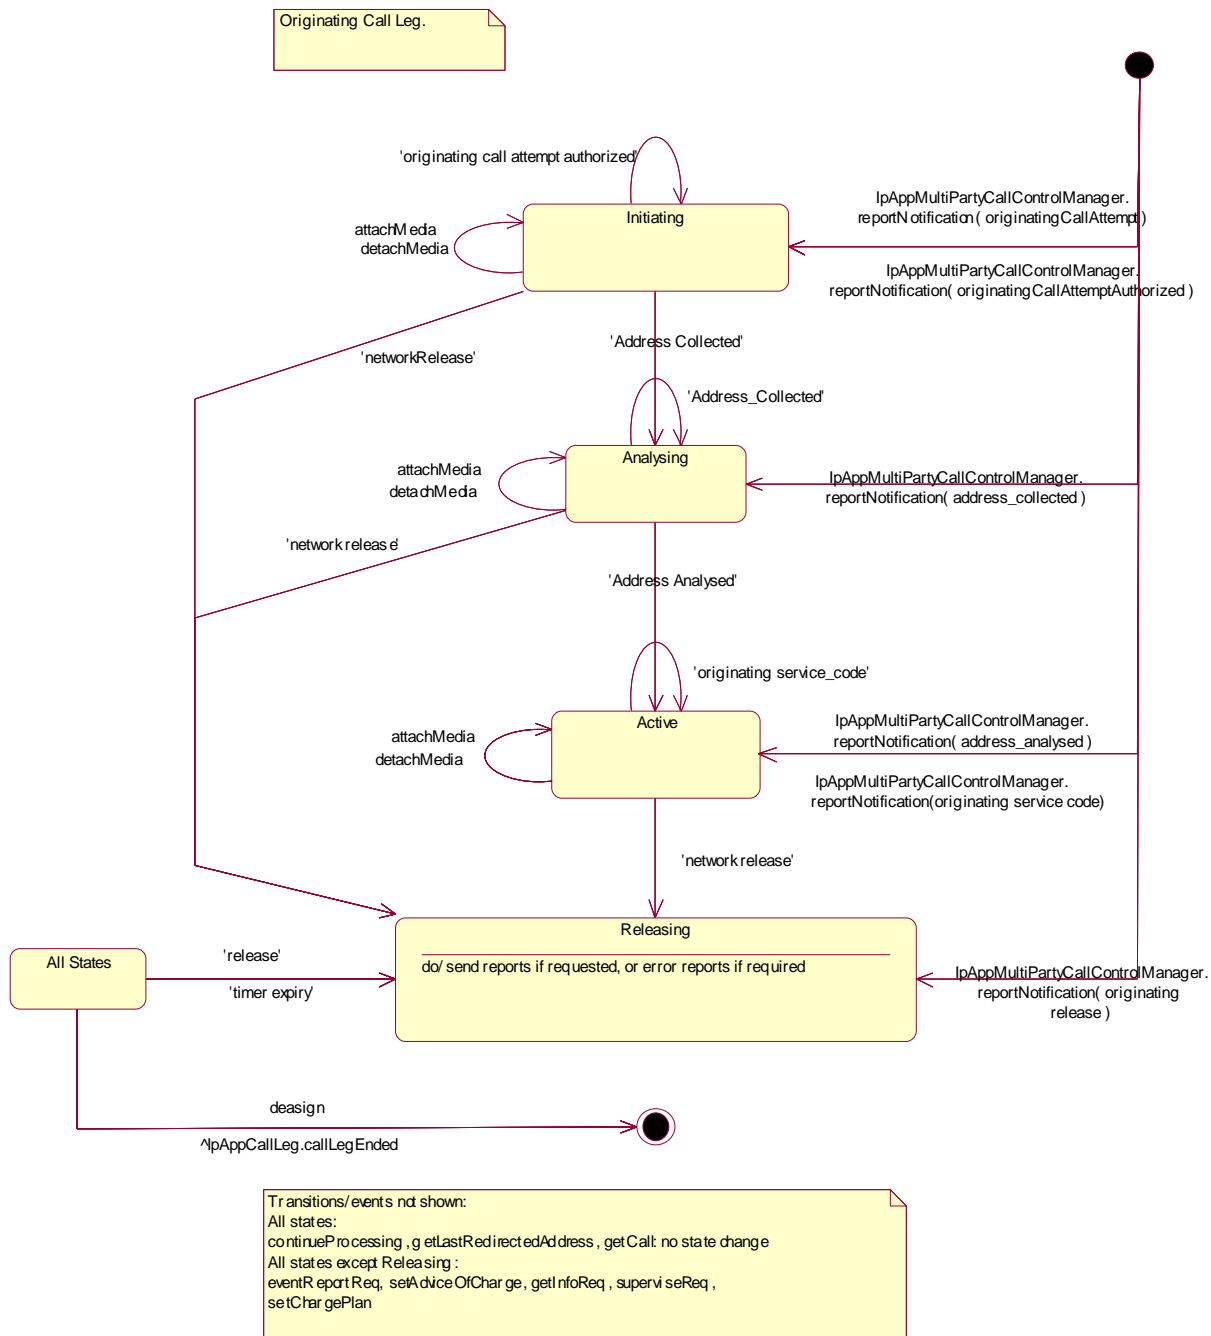 Originating Call Leg.
'originating call attempt authorized'
IpAppMultiPartyCallControlManager.
reportNotification( originatingCallAttempt )
Initiating
attachMedia
detachMedia
IpAppMultiPartyCallControlManager.
reportNotification( originatingCallAttemptAuthorized )
'Address Collected'
'networkRelease'
'Address_Collected'
Analysing
attachMedia
detachMedia
IpAppMultiPartyCallControlManager.
reportNotification( address_collected )
'network release'
'Address Analysed'
'originating service_code'
Active
attachMedia
detachMedia
IpAppMultiPartyCallControlManager.
reportNotification( address_analysed )
IpAppMultiPartyCallControlManager.
reportNotification(originating service code)
'network release'
Releasing
do/ send reports if requested, or error reports if required
All States
'release'
'timer expiry'
IpAppMultiPartyCallControlManager.
reportNotification( originating
release )
deasign
^IpAppCallLeg.callLegEnded
Transitions/events not shown:
All states:
continueProcessing, getLastRedirectedAddress, getCall: no state change
All states except Releasing :
eventReportReq, setAdviceOfCharge, getInfoReq, superviseReq,
setChargePlan